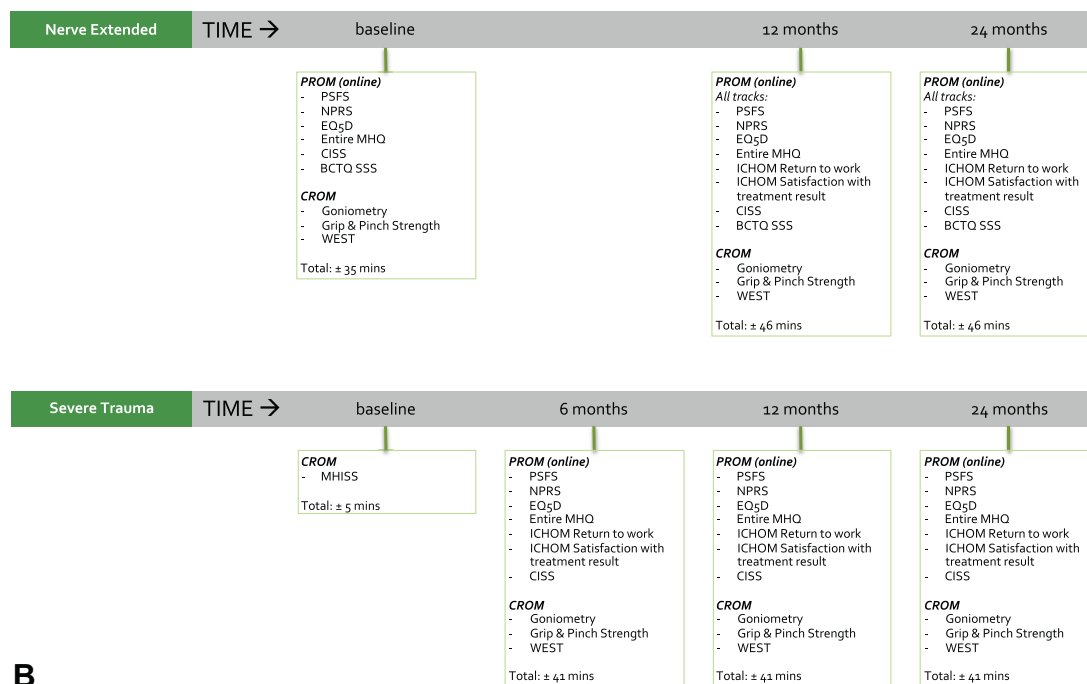 Nerve Extended TIME → baseline 12 months 24 months
PROM (online)
- PSFS
- NPRS
- EQ5D
- Entire MHQ
- CISS
- BCTQ SSS
CROM
- Goniometry
- Grip & Pinch Strength
- WEST
Total: ± 35 mins
PROM (online)
All tracks:
- PSFS
- NPRS
- EQ5D
- Entire MHQ
- ICHOM Return to work
- ICHOM Satisfaction with
treatment result
- CISS
- BCTQ SSS
CROM
- Goniometry
- Grip & Pinch Strength
- WEST
Total: ± 46 mins
PROM (online)
All tracks:
- PSFS
- NPRS
- EQ5D
- Entire MHQ
- ICHOM Return to work
- ICHOM Satisfaction with
treatment result
- CISS
- BCTQ SSS
CROM
- Goniometry
- Grip & Pinch Strength
- WEST
Total: ± 46 mins
Severe Trauma TIME → baseline 6 months 12 months 24 months
CROM
- MHISS
Total: ± 5 mins
PROM (online)
- PSFS
- NPRS
- EQ5D
- Entire MHQ
- ICHOM Return to work
- ICHOM Satisfaction with
treatment result
- CISS
CROM
- Goniometry
- Grip & Pinch Strength
- WEST
Total: ± 41 mins
PROM (online)
- PSFS
- NPRS
- EQ5D
- Entire MHQ
- ICHOM Return to work
- ICHOM Satisfaction with
treatment result
- CISS
CROM
- Goniometry
- Grip & Pinch Strength
- WEST
Total: ± 41 mins
PROM (online)
- PSFS
- NPRS
- EQ5D
- Entire MHQ
- ICHOM Return to work
- ICHOM Satisfaction with
treatment result
- CISS
CROM
- Goniometry
- Grip & Pinch Strength
- WEST
Total: ± 41 mins
B